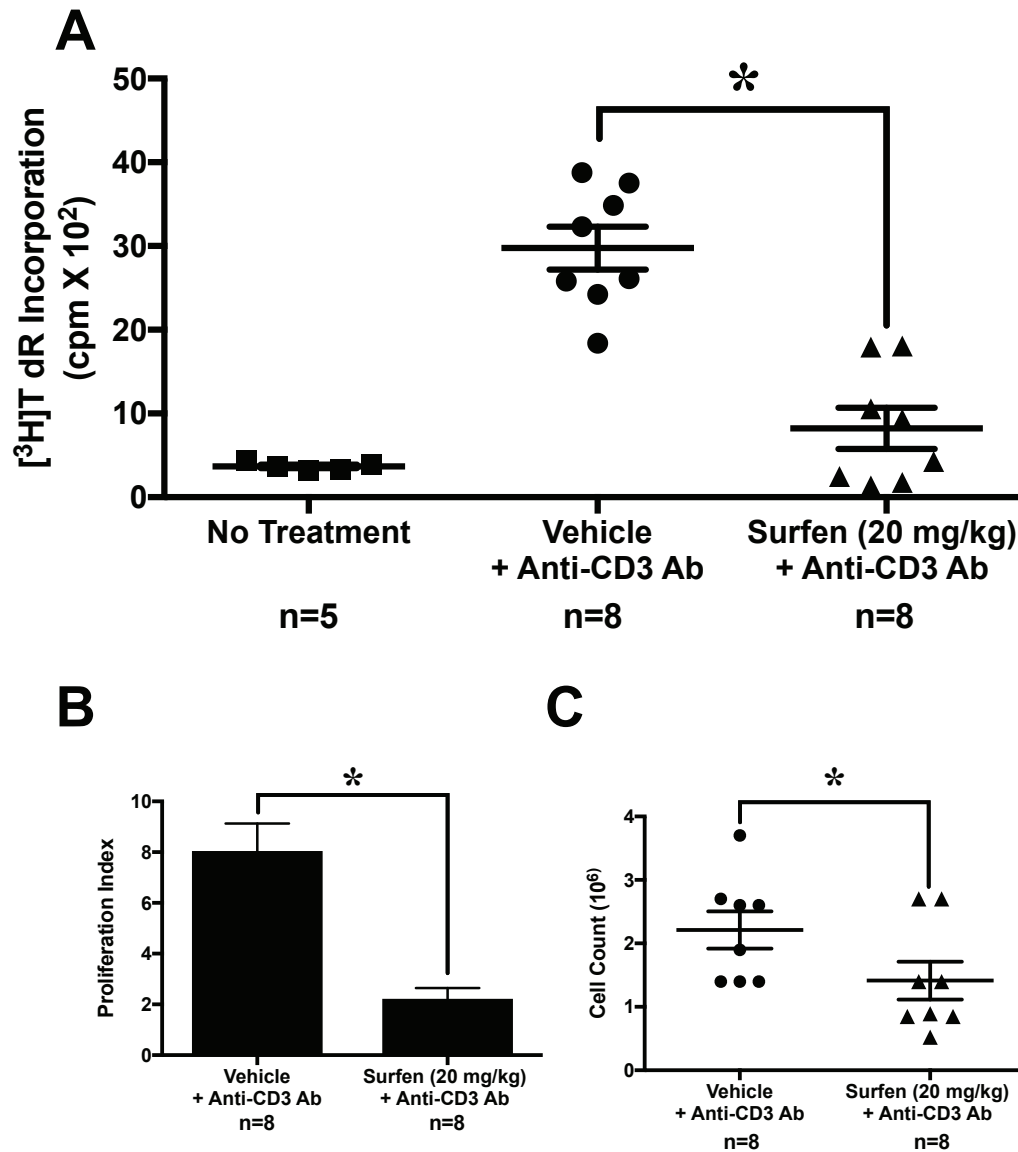 A
*
50
40
30
20
10
0
[³H]T dR Incorporation
(cpm X 10²)
No Treatment
Vehicle
+ Anti-CD3 Ab
Surfen (20 mg/kg)
+ Anti-CD3 Ab
n=5
n=8
n=8
B
*
10
8
6
4
2
0
Proliferation Index
Vehicle
+ Anti-CD3 Ab
n=8
Surfen (20 mg/kg)
+ Anti-CD3 Ab
n=8
C
*
4
3
2
1
0
Cell Count (10⁶⁾
Vehicle
+ Anti-CD3 Ab
n=8
Surfen (20 mg/kg)
+ Anti-CD3 Ab
n=8